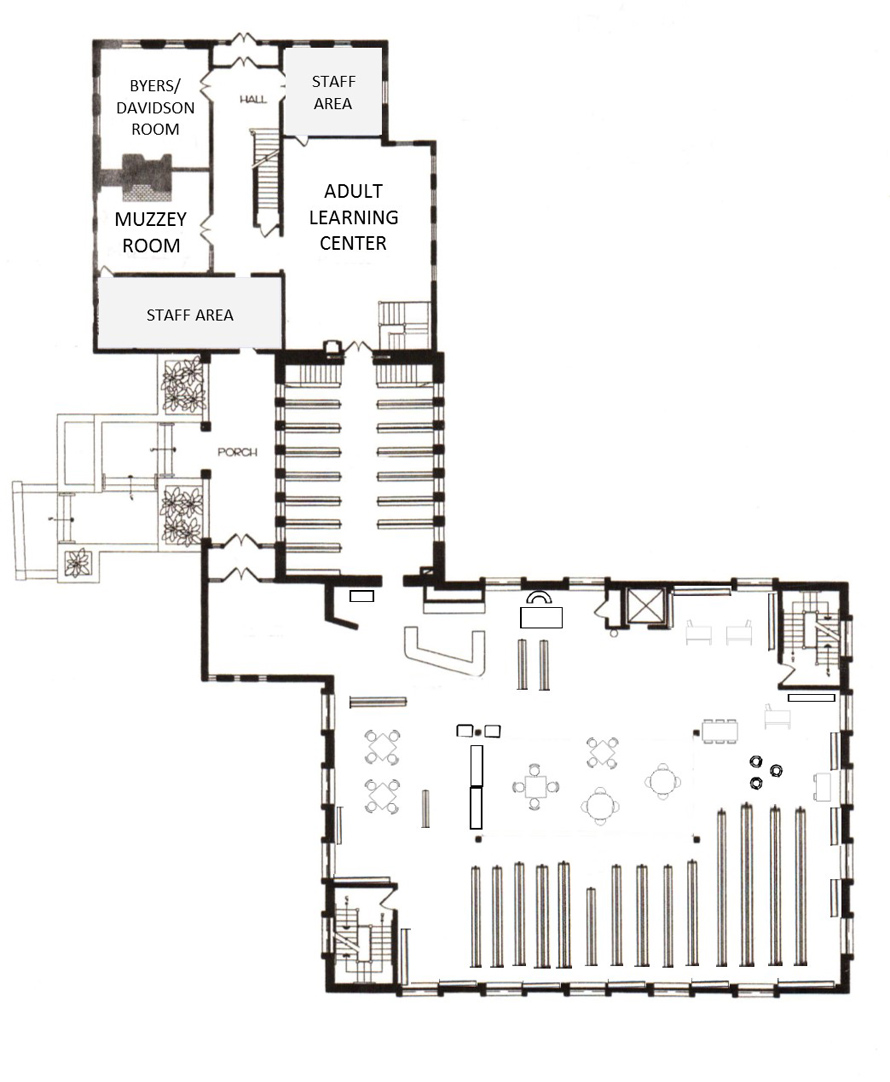 BYERS/
DAVIDSON
ROOM
HALL
STAFF
AREA
MUZZEY
ROOM
ADULT
LEARNING
CENTER
STAFF AREA
PORCH